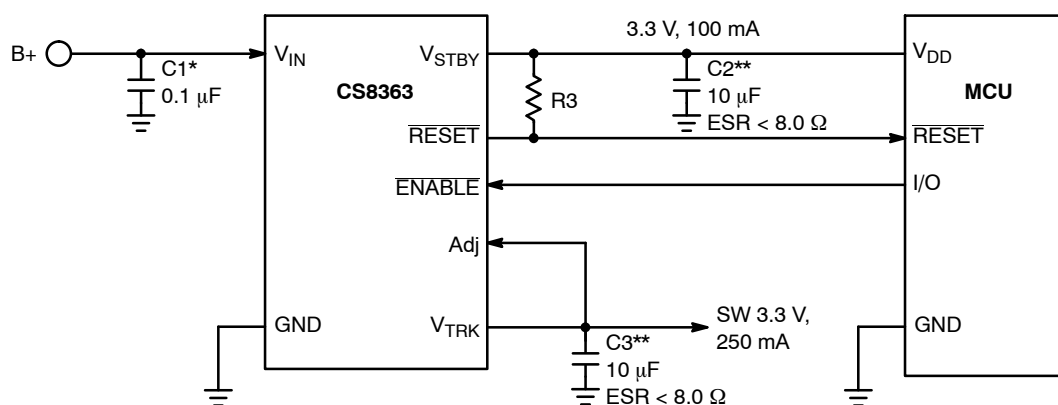 B+
C1*
0.1 μF
V_IN
CS8363
V_STBY
RESET
ENABLE
Adj
V_TRK
GND
3.3 V, 100 mA
R3
C2**
10 μF
ESR < 8.0 Ω
V_DD
MCU
RESET
I/O
GND
SW 3.3 V,
250 mA
C3**
10 μF
ESR < 8.0 Ω